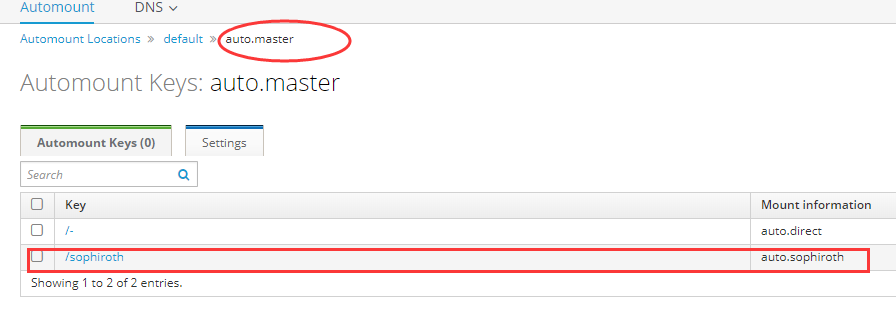 Automount DNS
Automount Locations » default » auto.master
Automount Keys: auto.master
Automount Keys (0) Settings
Search
Key Mount information
/- auto.direct
/sophiroth auto.sophiroth
Showing 1 to 2 of 2 entries.